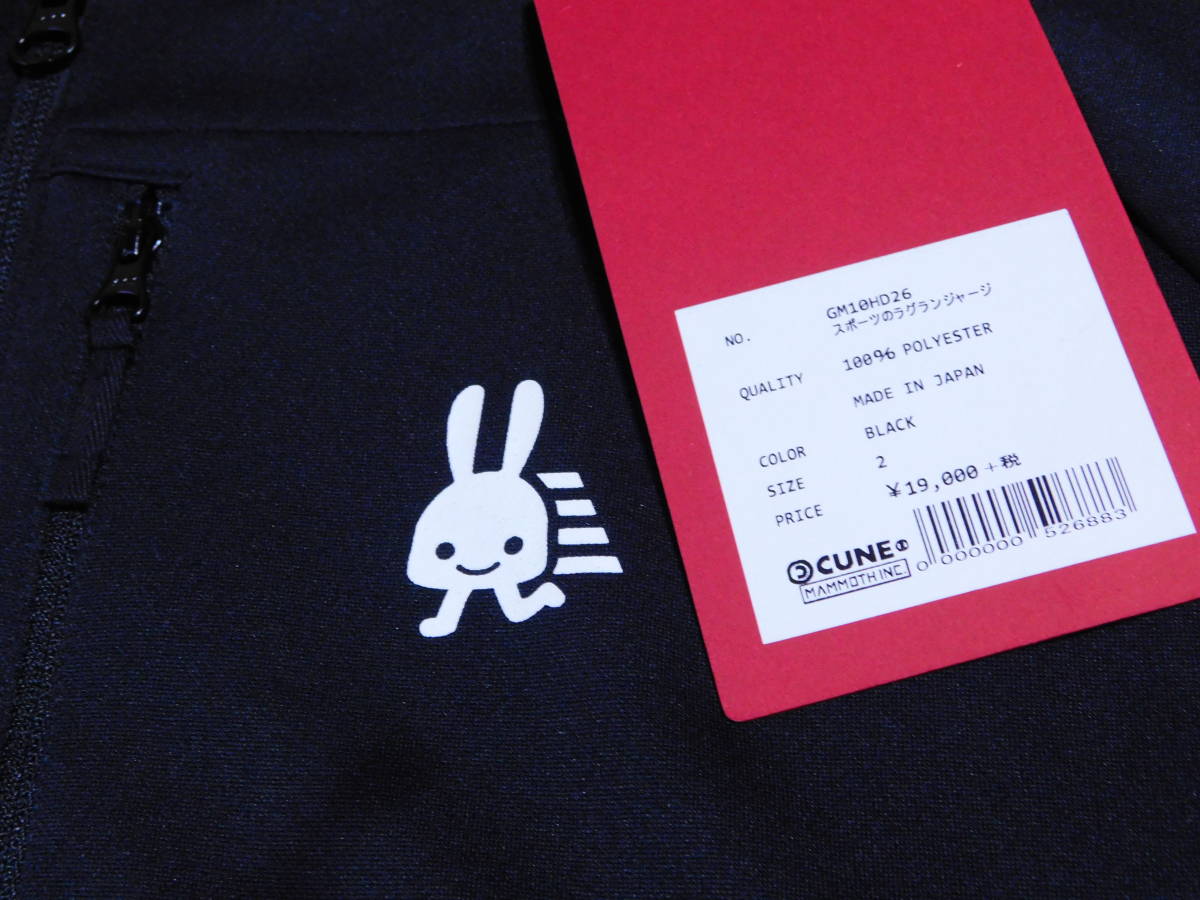 NO. GM10HD26
スポーツのラグランジャージ
QUALITY 100% POLYESTER
MADE IN JAPAN
COLOR BLACK
SIZE 2
PRICE ¥19,000 +税
CUNE
MAMMOTH INC.
0 000000 526883